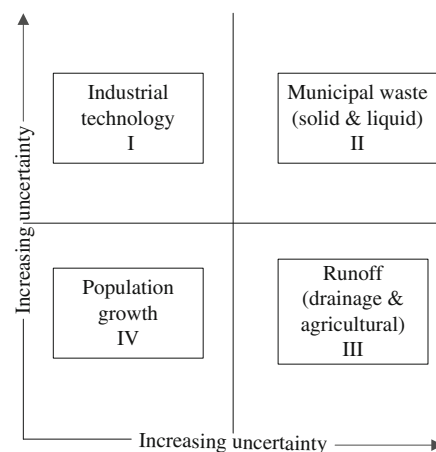 Increasing uncertainty
Industrial
technology
I
Municipal waste
(solid & liquid)
II
Population
growth
IV
Runoff
(drainage &
agricultural)
III
Increasing uncertainty